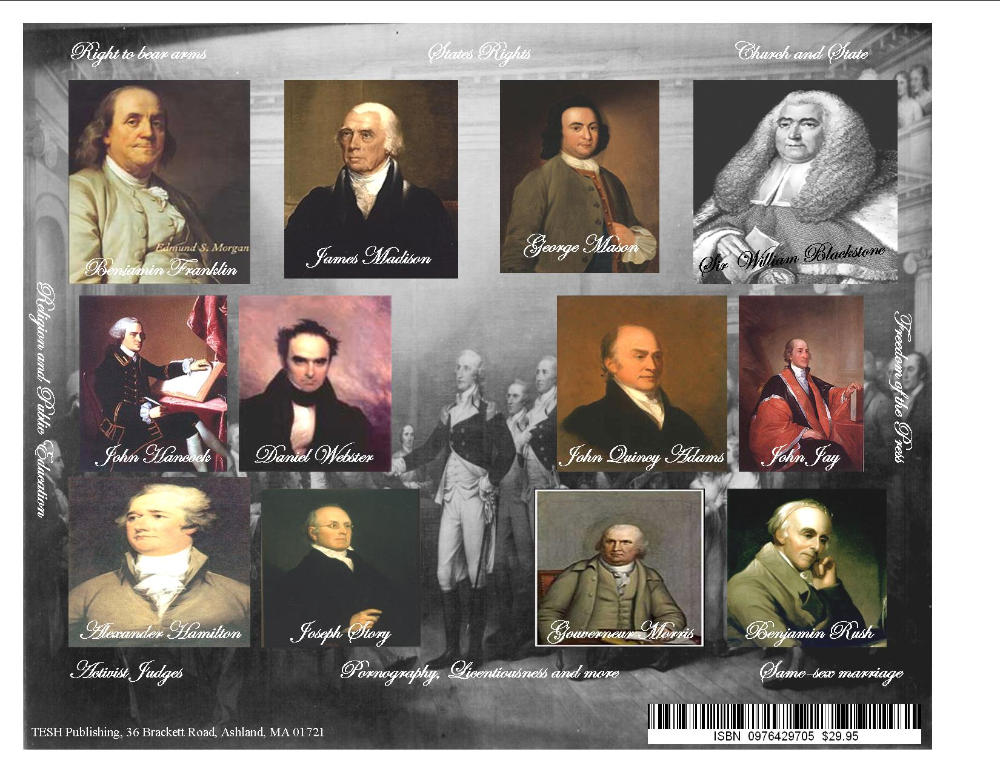 Right to bear arms
States Rights
Church and State
Edmund S. Morgan
Benjamin Franklin
James Madison
George Mason
Sir William Blackstone
Religion and Public Education
Freedom of the Press
John Hancock
Daniel Webster
John Quincy Adams
John Jay
Alexander Hamilton
Joseph Story
Gouverneur Morris
Benjamin Rush
Activist Judges
Pornography, Licentiousness and more
Same-sex marriage
TESH Publishing, 36 Brackett Road, Ashland, MA 01721
ISBN 0976429705 $29.95